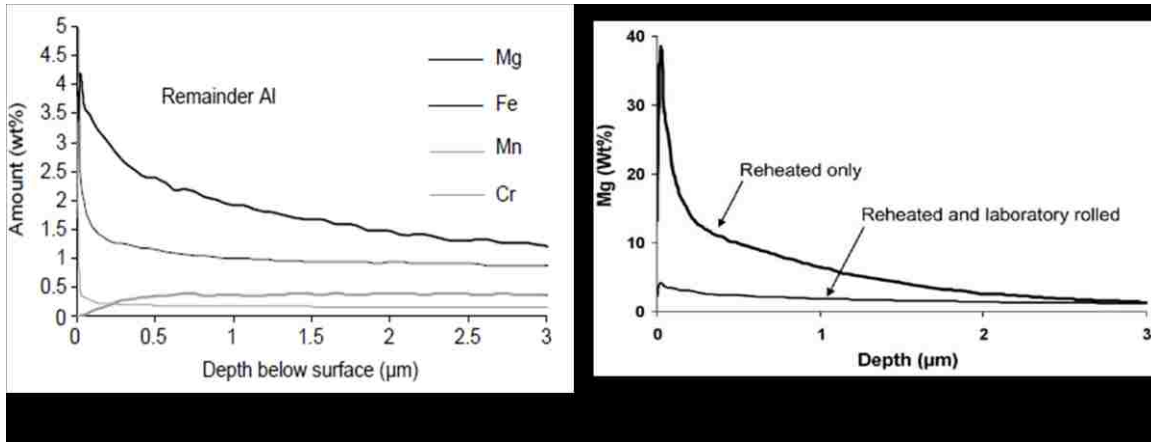 5
4.5
4
3.5
3
2.5
2
1.5
1
0.5
0
Amount (wt%)
Remainder Al
Mg
Fe
Mn
Cr
0 0.5 1 1.5 2 2.5 3
Depth below surface (µm)
40
30
20
10
0
Mg (Wt%)
Reheated only
Reheated and laboratory rolled
0 1 2 3
Depth (µm)